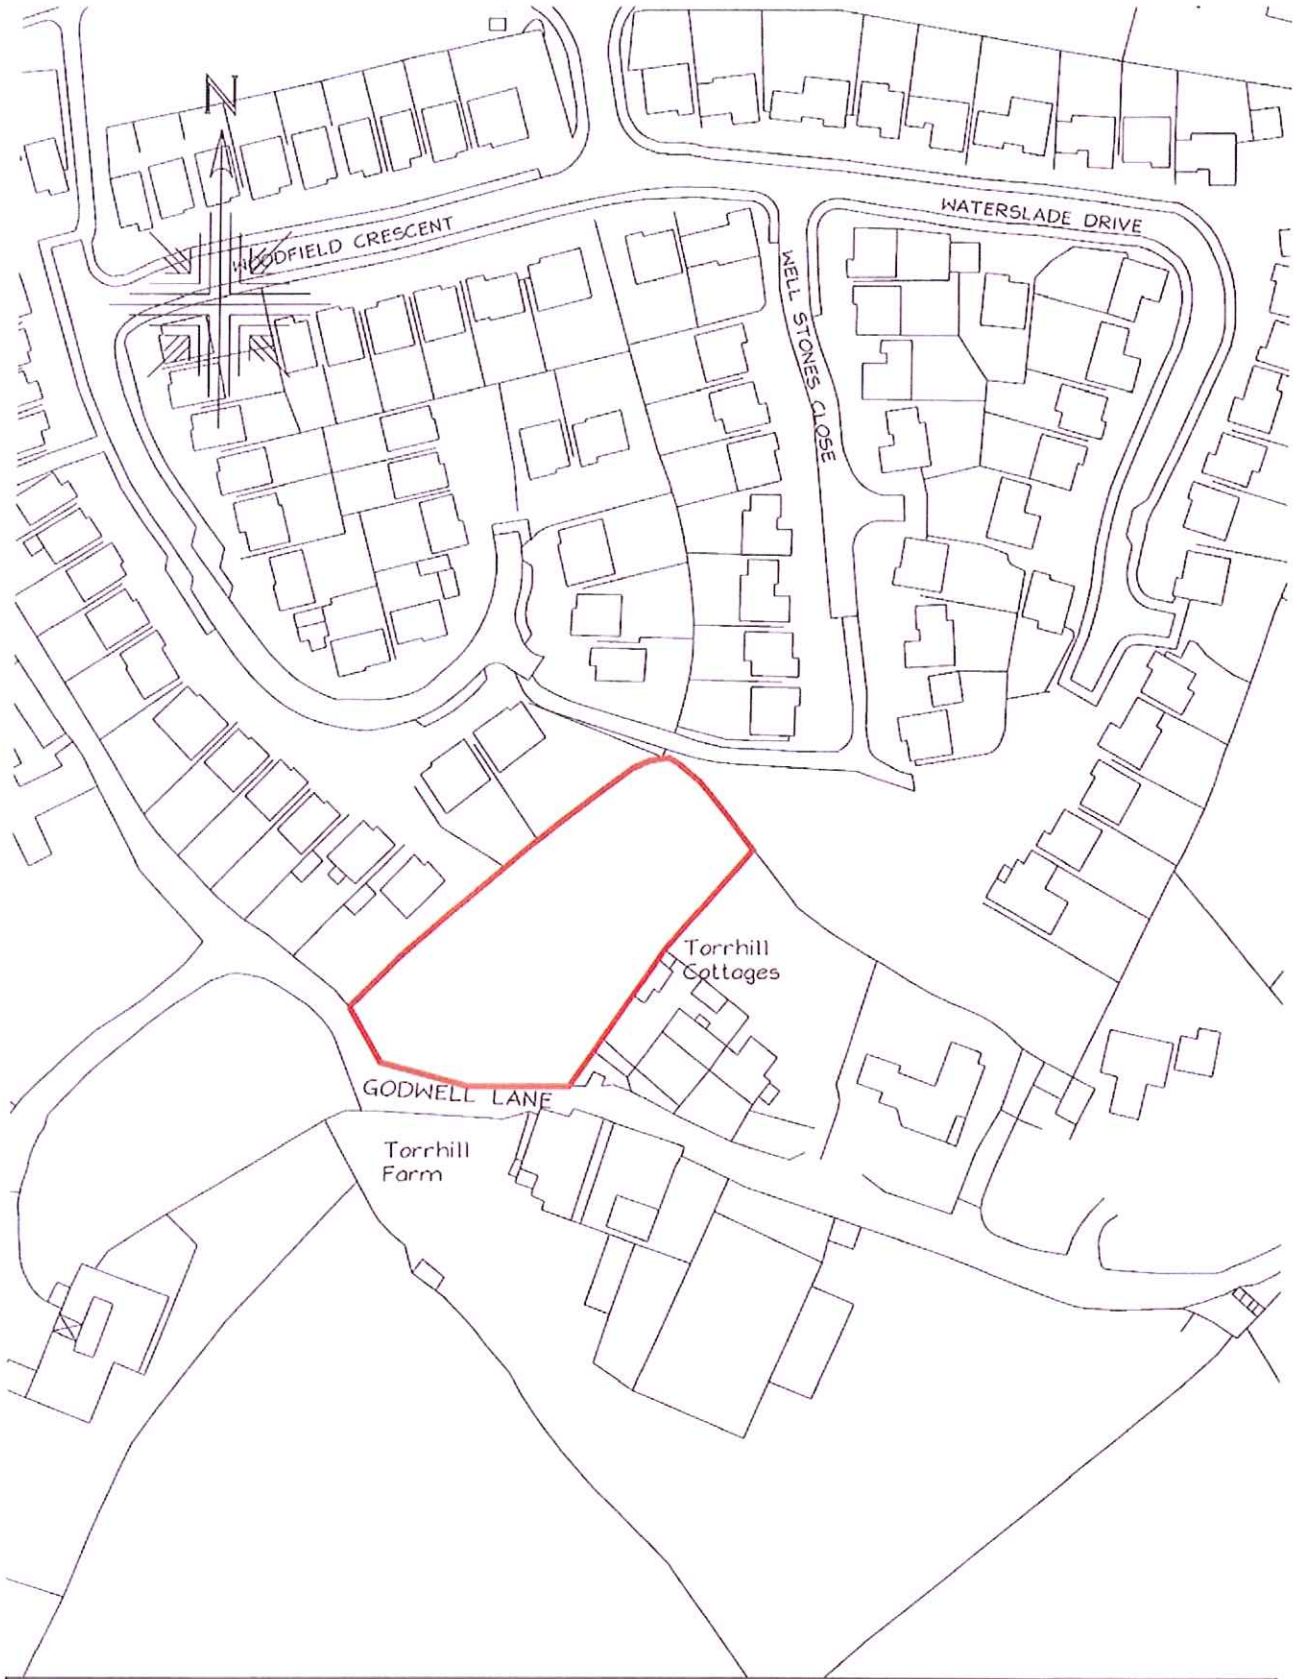 N
WOODFIELD CRESCENT
WATERSLADE DRIVE
WELL STONES CLOSE
Torrhill
Cottages
GODWELL LANE
Torrhill
Farm